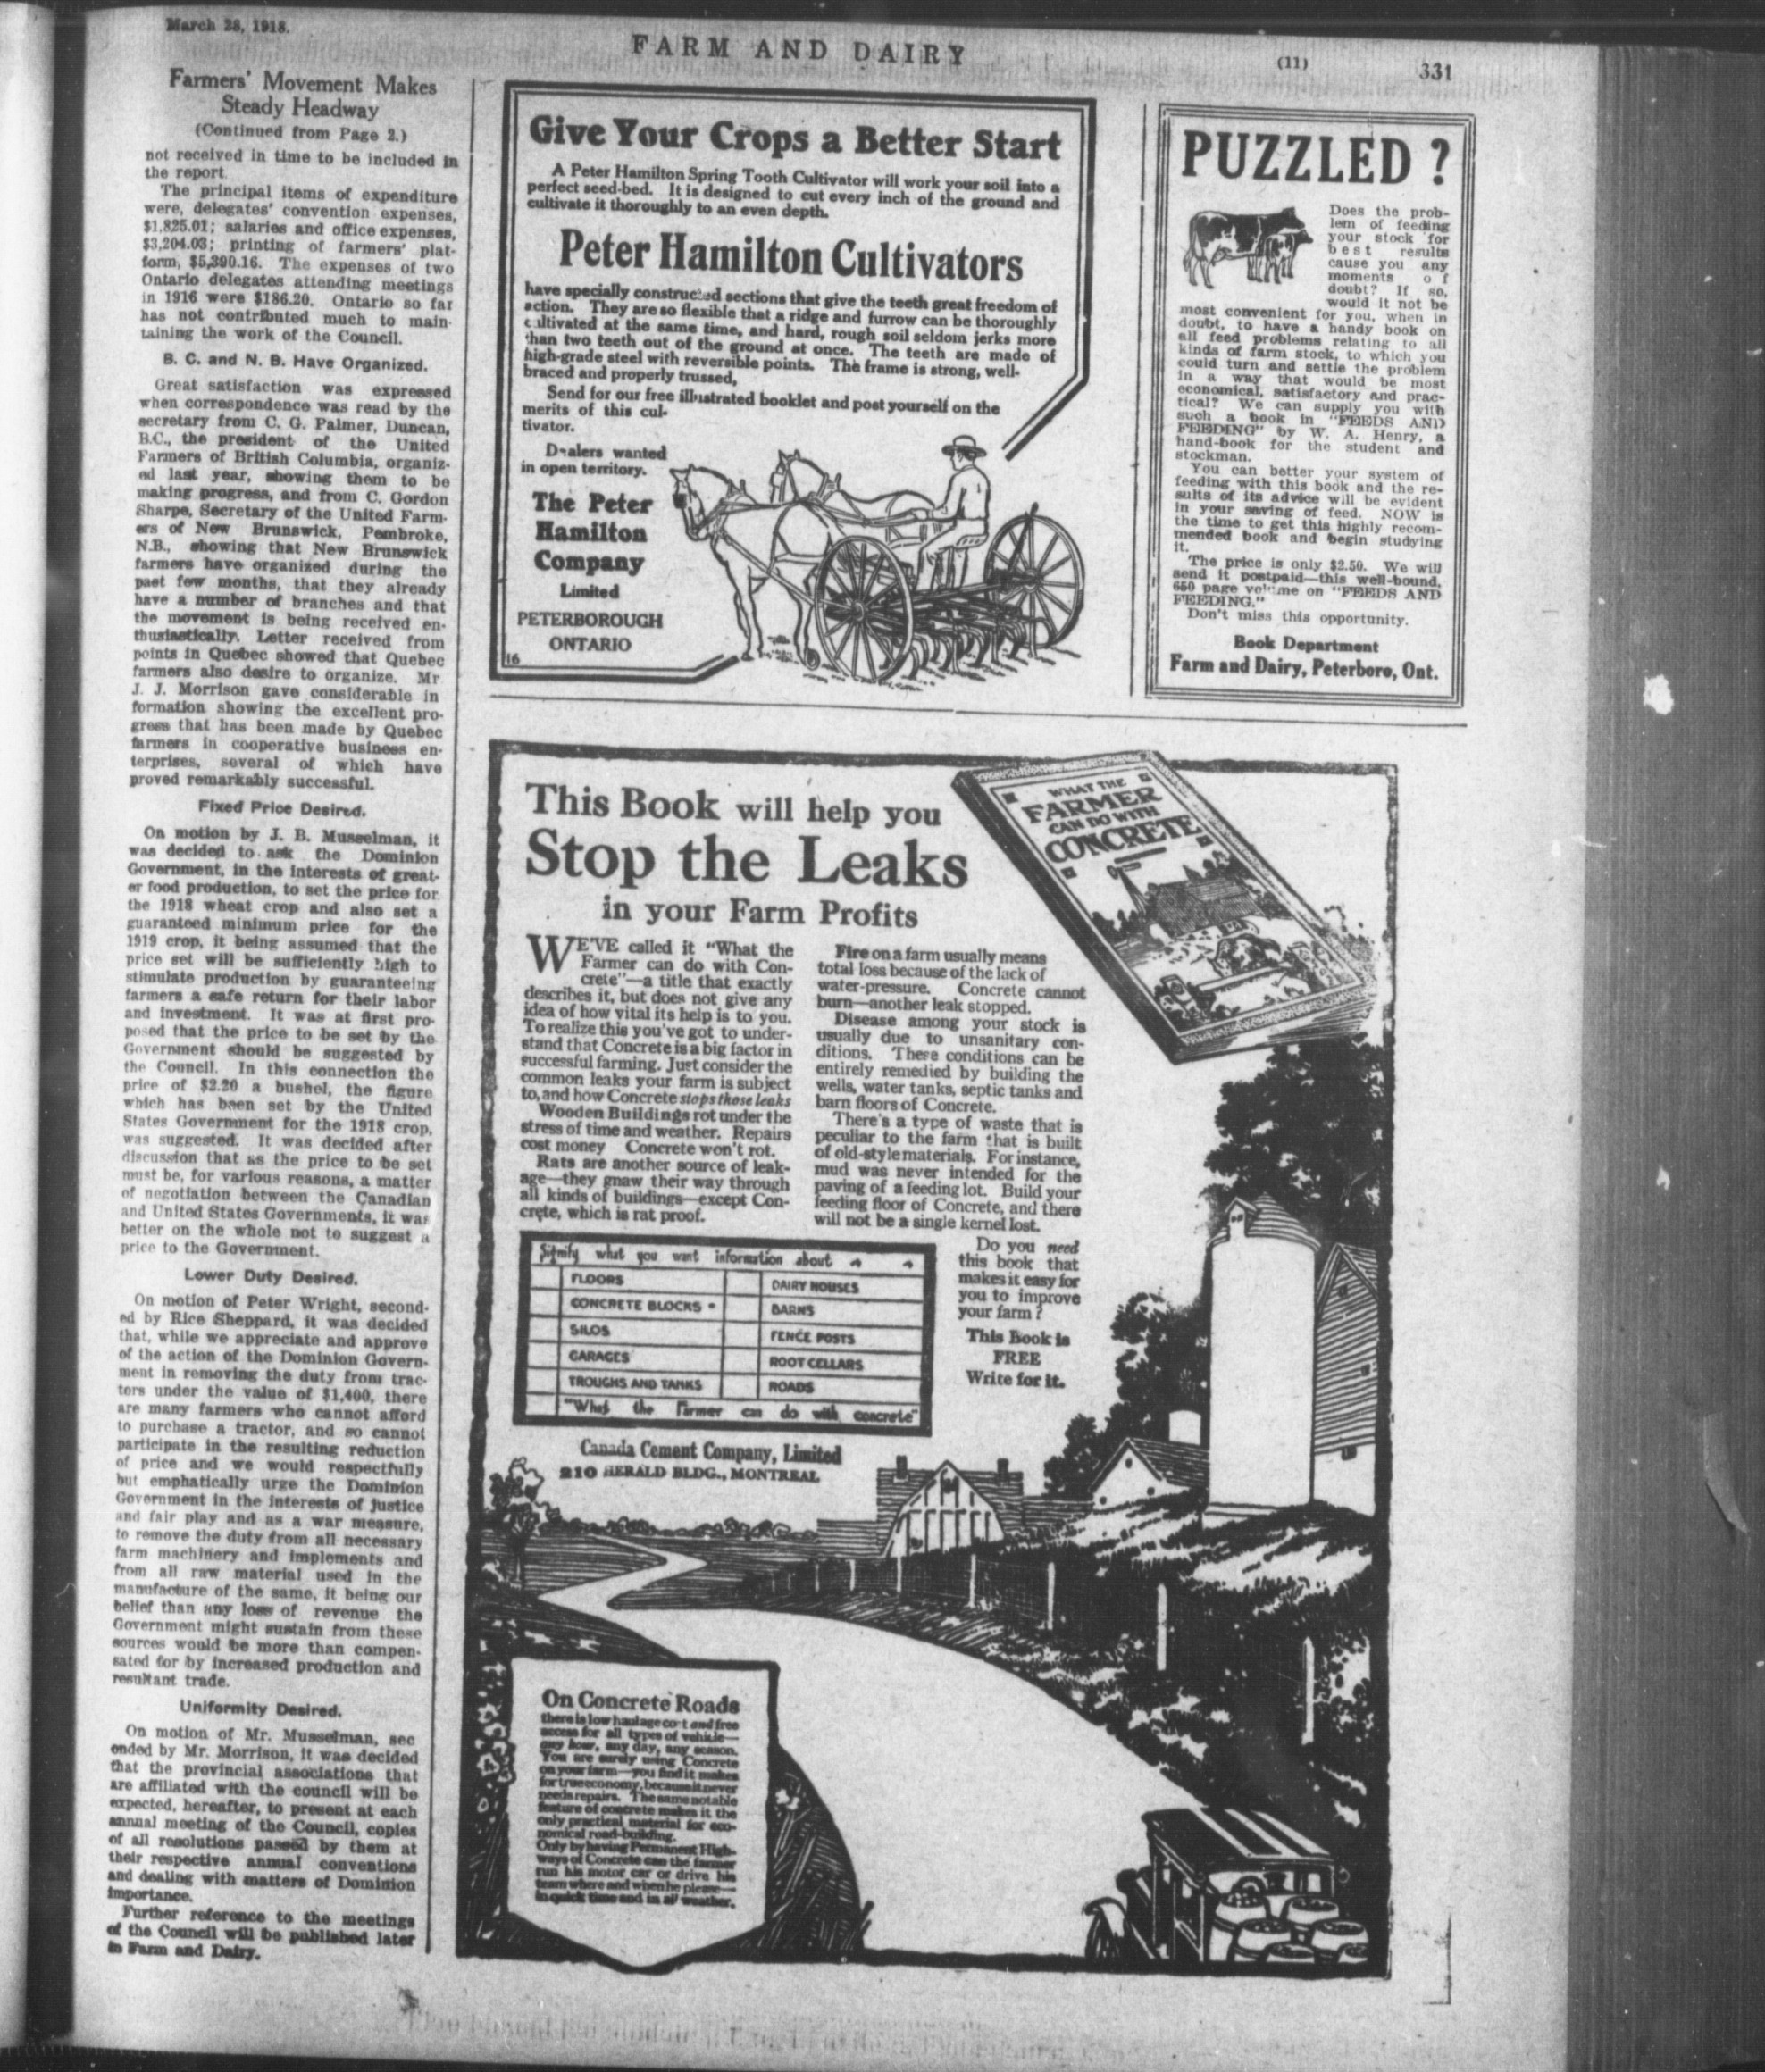 March 28, 1918.
FARM AND DAIRY
(11)
331
Farmers' Movement Makes
Steady Headway
(Continued from Page 2.)
not received in time to be included in
the report.
The principal items of expenditure
were, delegates' convention expenses,
$1,825.01; salaries and office expenses,
$3,204.03; printing of farmers' plat-
form, $5,390.16. The expenses of two
Ontario delegates attending meetings
in 1916 were $186.20. Ontario so far
has not contributed much to main-
taining the work of the Council.
B. C. and N. B. Have Organized.
Great satisfaction was expressed
when correspondence was read by the
secretary from C. G. Palmer, Duncan,
B.C., the president of the United
Farmers of British Columbia, organiz-
ed last year, showing them to be
making progress, and from C. Gordon
Sharpe, Secretary of the United Farm-
ers of New Brunswick, Pembroke,
N.B., showing that New Brunswick
farmers have organized during the
past few months, that they already
have a number of branches and that
the movement is being received en-
thusiastically. Letter received from
points in Quebec showed that Quebec
farmers also desire to organize. Mr
J. J. Morrison gave considerable in
formation showing the excellent pro-
gress that has been made by Quebec
farmers in cooperative business en-
terprises, several of which have
proved remarkably successful.
Fixed Price Desired.
On motion by J. B. Musselman, it
was decided to ask the Dominion
Government, in the interests of great-
er food production, to set the price for
the 1918 wheat crop and also set a
guaranteed minimum price for the
1919 crop, it being assumed that the
price set will be sufficiently high to
stimulate production by guaranteeing
farmers a safe return for their labor
and investment. It was at first pro-
posed that the price to be set by the
Government should be suggested by
the Council. In this connection the
price of $2.20 a bushel, the figure
which has been set by the United
States Government for the 1918 crop,
was suggested. It was decided after
discussion that as the price to be set
must be, for various reasons, a matter
of negotiation between the Canadian
and United States Governments, it was
better on the whole not to suggest a
price to the Government.
Lower Duty Desired.
On motion of Peter Wright, second-
ed by Rice Sheppard, it was decided
that, while we appreciate and approve
of the action of the Dominion Govern-
ment in removing the duty from trac-
tors under the value of $1,400, there
are many farmers who cannot afford
to purchase a tractor, and so cannot
participate in the resulting reduction
of price and we would respectfully
but emphatically urge the Dominion
Government in the interests of justice
and fair play and as a war measure,
to remove the duty from all necessary
farm machinery and implements and
from all raw material used in the
manufacture of the same, it being our
belief than any loss of revenue the
Government might sustain from these
sources would be more than compen-
sated for by increased production and
resultant trade.
Uniformity Desired.
On motion of Mr. Musselman, sec
onded by Mr. Morrison, it was decided
that the provincial associations that
are affiliated with the council will be
expected, hereafter, to present at each
annual meeting of the Council, copies
of all resolutions passed by them at
their respective annual conventions
and dealing with matters of Dominion
importance.
Further reference to the meetings
of the Council will be published later
in Farm and Dairy.
Give Your Crops a Better Start
A Peter Hamilton Spring Tooth Cultivator will work your soil into a
perfect seed-bed. It is designed to cut every inch of the ground and
cultivate it thoroughly to an even depth.
Peter Hamilton Cultivators
have specially constructed sections that give the teeth great freedom of
action. They are so flexible that a ridge and furrow can be thoroughly
cultivated at the same time, and hard, rough soil seldom jerks more
than two teeth out of the ground at once. The teeth are made of
high-grade steel with reversible points. The frame is strong, well-
braced and properly trussed,
Send for our free illustrated booklet and post yourself on the
merits of this cul-
tivator.
Dealers wanted
in open territory.
The Peter
Hamilton
Company
Limited
PETERBOROUGH
ONTARIO
16
PUZZLED ?
Does the prob-
lem of feeding
your stock for
best results
cause you any
moments of
doubt? If so,
would it not be
most convenient for you, when in
doubt, to have a handy book on
all feed problems relating to all
kinds of farm stock, to which you
could turn and settle the problem
in a way that would be most
economical, satisfactory and prac-
tical? We can supply you with
such a book in "FEEDS AND
FEEDING" by W. A. Henry, a
hand-book for the student and
stockman.
You can better your system of
feeding with this book and the re-
sults of its advice will be evident
in your saving of feed. NOW is
the time to get this highly recom-
mended book and begin studying
it.
The price is only $2.50. We will
send it postpaid—this well-bound,
650 page volume on "FEEDS AND
FEEDING."
Don't miss this opportunity.
Book Department
Farm and Dairy, Peterboro, Ont.
This Book will help you
Stop the Leaks
in your Farm Profits
WHAT THE
FARMER
CAN DO WITH
CONCRETE
WE'VE called it "What the
Farmer can do with Con-
crete"—a title that exactly
describes it, but does not give any
idea of how vital its help is to you.
To realize this you've got to under-
stand that Concrete is a big factor in
successful farming. Just consider the
common leaks your farm is subject
to, and how Concrete stops those leaks
Wooden Buildings rot under the
stress of time and weather. Repairs
cost money Concrete won't rot.
Rats are another source of leak-
age—they gnaw their way through
all kinds of buildings—except Con-
crete, which is rat proof.
Fire on a farm usually means
total loss because of the lack of
water-pressure. Concrete cannot
burn—another leak stopped.
Disease among your stock is
usually due to unsanitary con-
ditions. These conditions can be
entirely remedied by building the
wells, water tanks, septic tanks and
barn floors of Concrete.
There's a type of waste that is
peculiar to the farm that is built
of old-style materials. For instance,
mud was never intended for the
paving of a feeding lot. Build your
feeding floor of Concrete, and there
will not be a single kernel lost.
Do you need
this book that
makes it easy for
you to improve
your farm?
This Book is
FREE
Write for it.
Signify what you want information about
FLOORS
DAIRY HOUSES
CONCRETE BLOCKS
BARNS
SILOS
FENCE POSTS
GARAGES
ROOT CELLARS
TROUGHS AND TANKS
ROADS
"What the Farmer can do with concrete"
Canada Cement Company, Limited
210 HERALD BLDG., MONTREAL
On Concrete Roads
there is low haulage cost and free
access for all types of vehicle—
any hour, any day, any season.
You are surely using Concrete
on your farm—you find it makes
for true economy, because it never
needs repairs. The same notable
feature of concrete makes it the
only practical material for eco-
nomical road-building.
Only by having Permanent High-
ways of Concrete can the farmer
run his motor car or drive his
team where and when he please—
in quick time and in all weather.